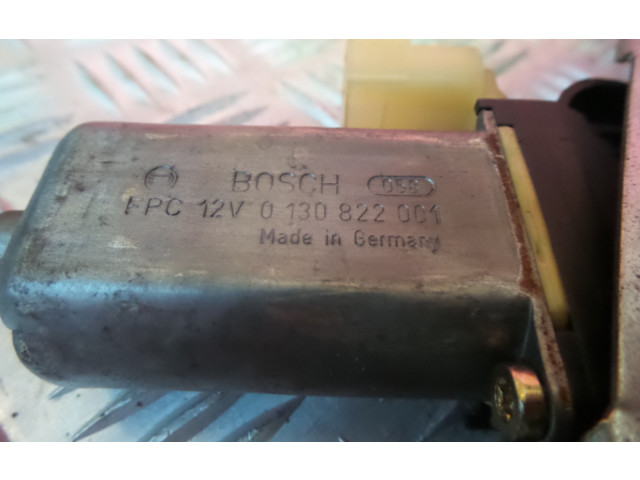 BOSCH
FPC 12V 0 130 822 001
Made in Germany